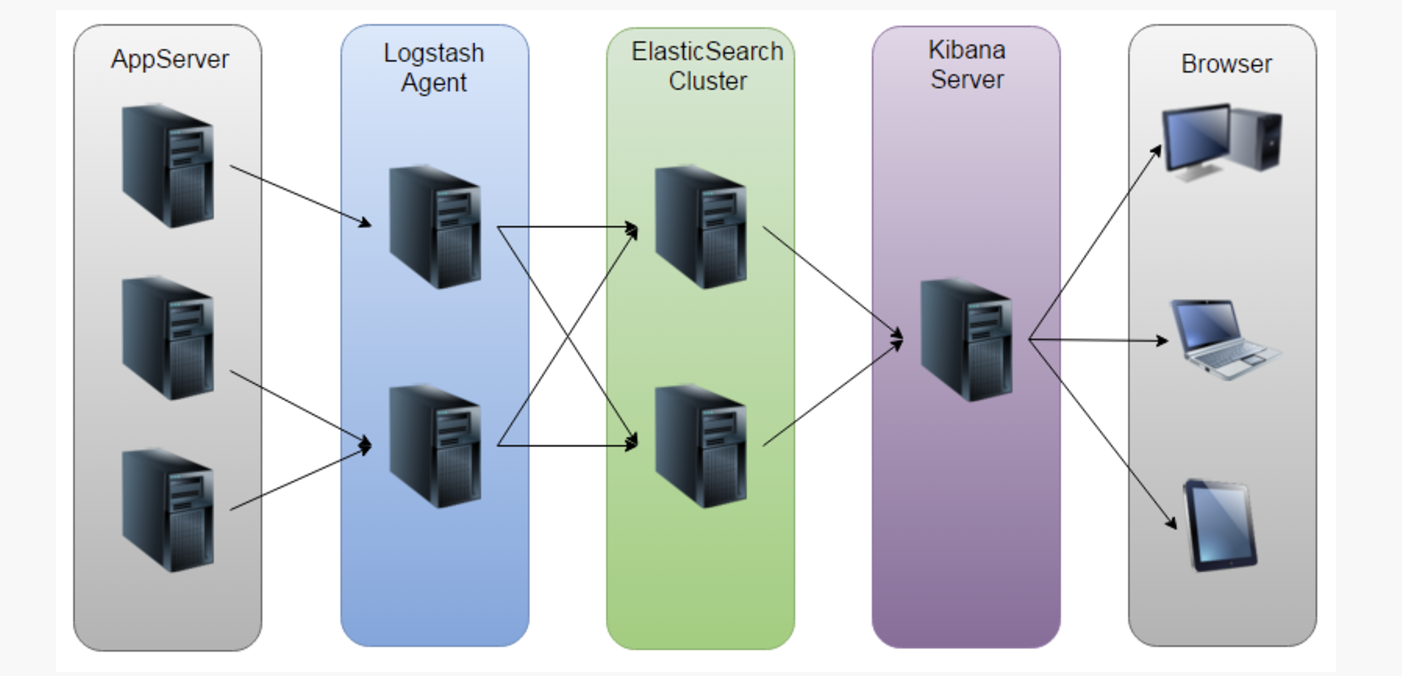 AppServer
Logstash
Agent
ElasticSearch
Cluster
Kibana
Server
Browser